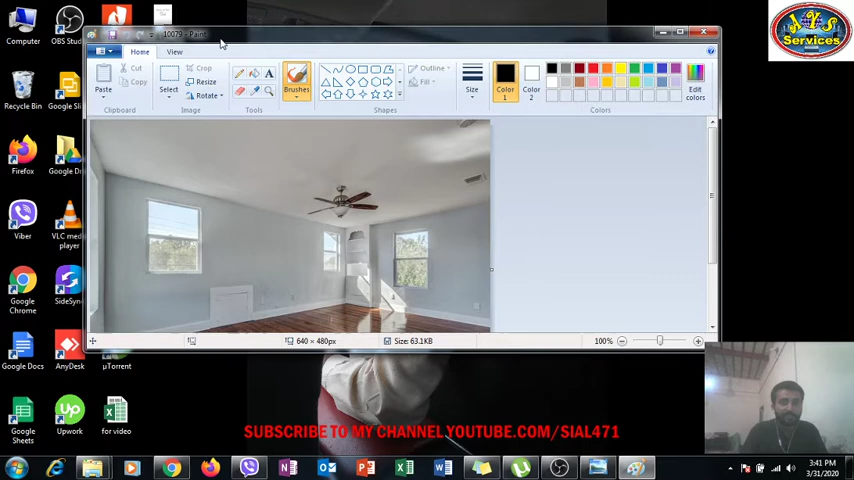 10079 - Paint
JYS
Services
Home
View
Paste
Cut
Copy
Clipboard
Select
Crop
Resize
Rotate
Image
A
Tools
Brushes
Shapes
Outline
Fill
Size
Color
1
Color
2
Edit
colors
Colors
640 × 480px
Size: 63.1KB
100%
Computer
OBS Studio
Recycle Bin
Google
Slides
Firefox
Google
Viber
VLC media
player
Google
Chrome
SideSync
Google Docs
AnyDesk
µTorrent
Google
Sheets
Upwork
for video
SUBSCRIBE TO MY CHANNEL YOUTUBE.COM/SIAL471
3:41 PM
3/31/2020